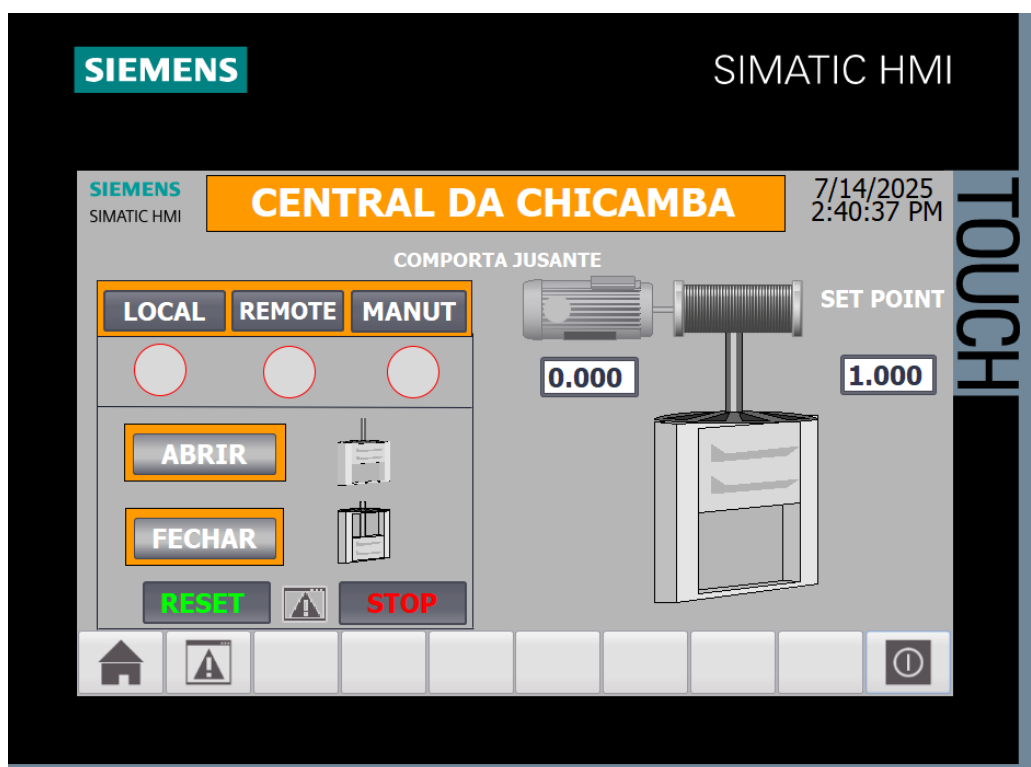 SIEMENS
SIMATIC HMI
SIEMENS
SIMATIC HMI
CENTRAL DA CHICAMBA
7/14/2025
2:40:37 PM
TOUCH
COMPORTA JUSANTE
LOCAL
REMOTE
MANUT
SET POINT
0.000
1.000
ABRIR
FECHAR
RESET
STOP